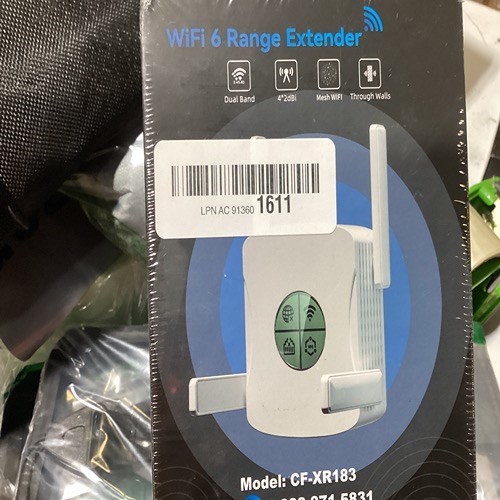 WiFi 6 Range Extender
Dual Band
4*2dBi
Mesh WIFI
Through Walls
LPN AC 91360 1611
Model: CF-XR183